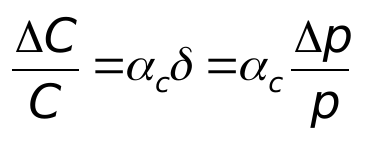 ΔC/C = α_c δ = α_c Δp/p